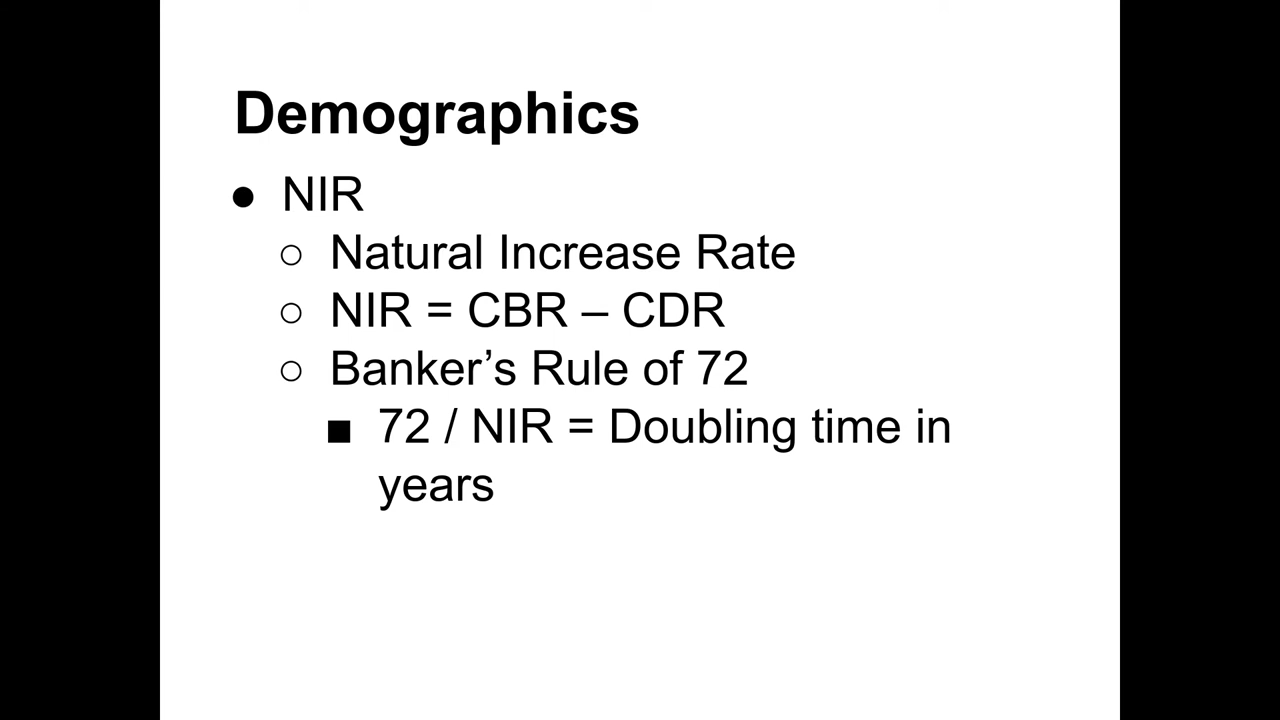 Demographics
● NIR
○ Natural Increase Rate
○ NIR = CBR – CDR
○ Banker’s Rule of 72
■ 72 / NIR = Doubling time in
years